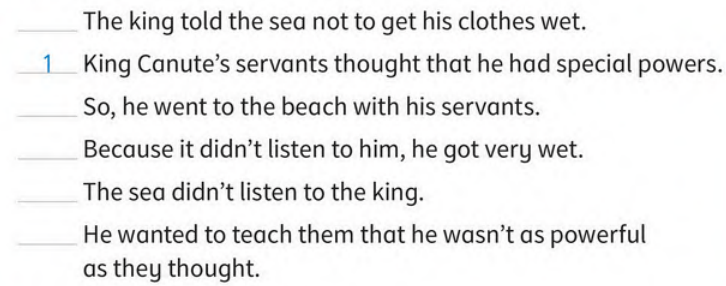 The king told the sea not to get his clothes wet.
1 King Canute's servants thought that he had special powers.
So, he went to the beach with his servants.
Because it didn't listen to him, he got very wet.
The sea didn't listen to the king.
He wanted to teach them that he wasn't as powerful
as they thought.